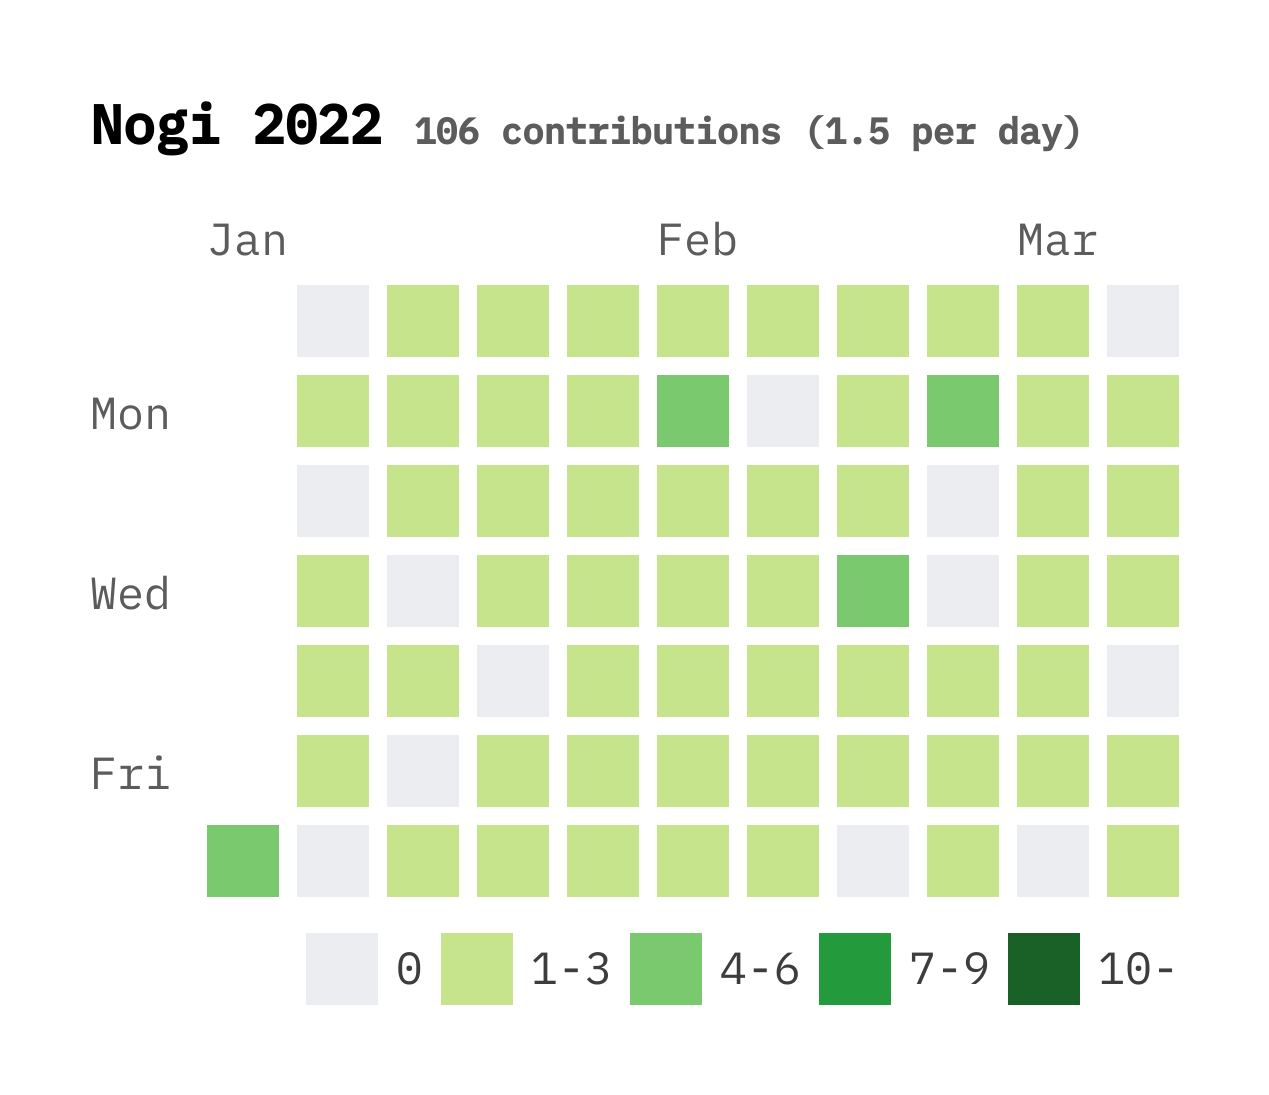 Nogi 2022 106 contributions (1.5 per day)
Jan Feb Mar
Mon
Wed
Fri
0 1-3 4-6 7-9 10-